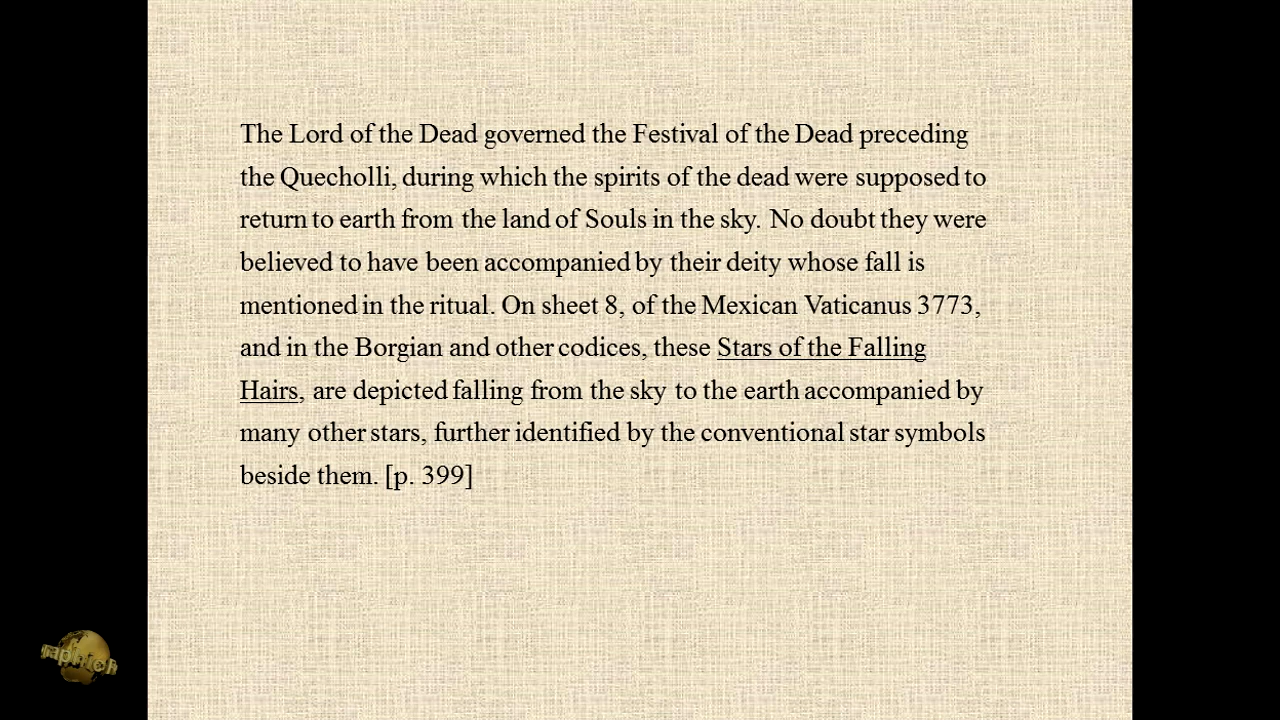 The Lord of the Dead governed the Festival of the Dead preceding
the Quecholli, during which the spirits of the dead were supposed to
return to earth from the land of Souls in the sky. No doubt they were
believed to have been accompanied by their deity whose fall is
mentioned in the ritual. On sheet 8, of the Mexican Vaticanus 3773,
and in the Borgian and other codices, these Stars of the Falling
Hairs, are depicted falling from the sky to the earth accompanied by
many other stars, further identified by the conventional star symbols
beside them. [p. 399]